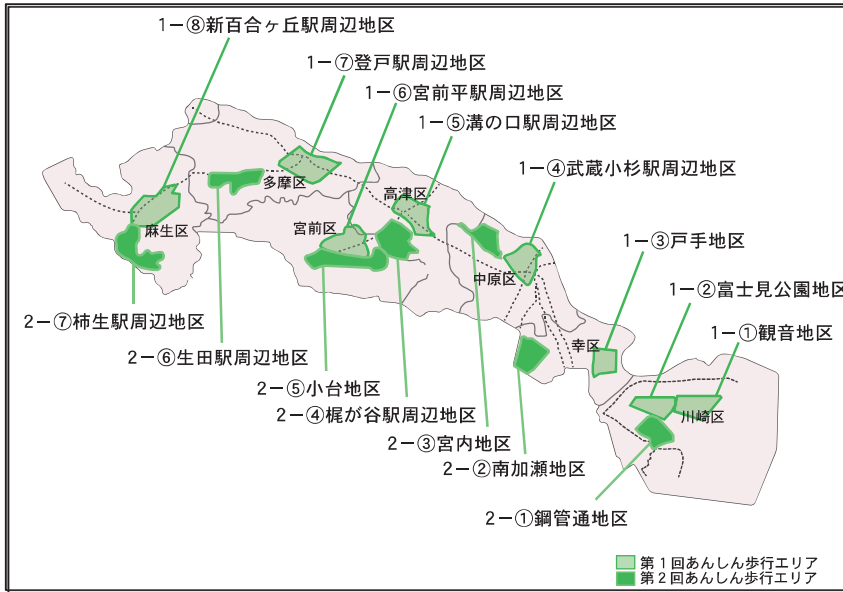 1－⑧新百合ヶ丘駅周辺地区
1－⑦登戸駅周辺地区
1－⑥宮前平駅周辺地区
1－⑤溝の口駅周辺地区
1－④武蔵小杉駅周辺地区
1－③戸手地区
1－②富士見公園地区
1－①観音地区
多摩区
高津区
麻生区
宮前区
中原区
幸区
川崎区
2－⑦柿生駅周辺地区
2－⑥生田駅周辺地区
2－⑤小台地区
2－④梶が谷駅周辺地区
2－③宮内地区
2－②南加瀬地区
2－①鋼管通地区
第１回あんしん歩行エリア
第２回あんしん歩行エリア